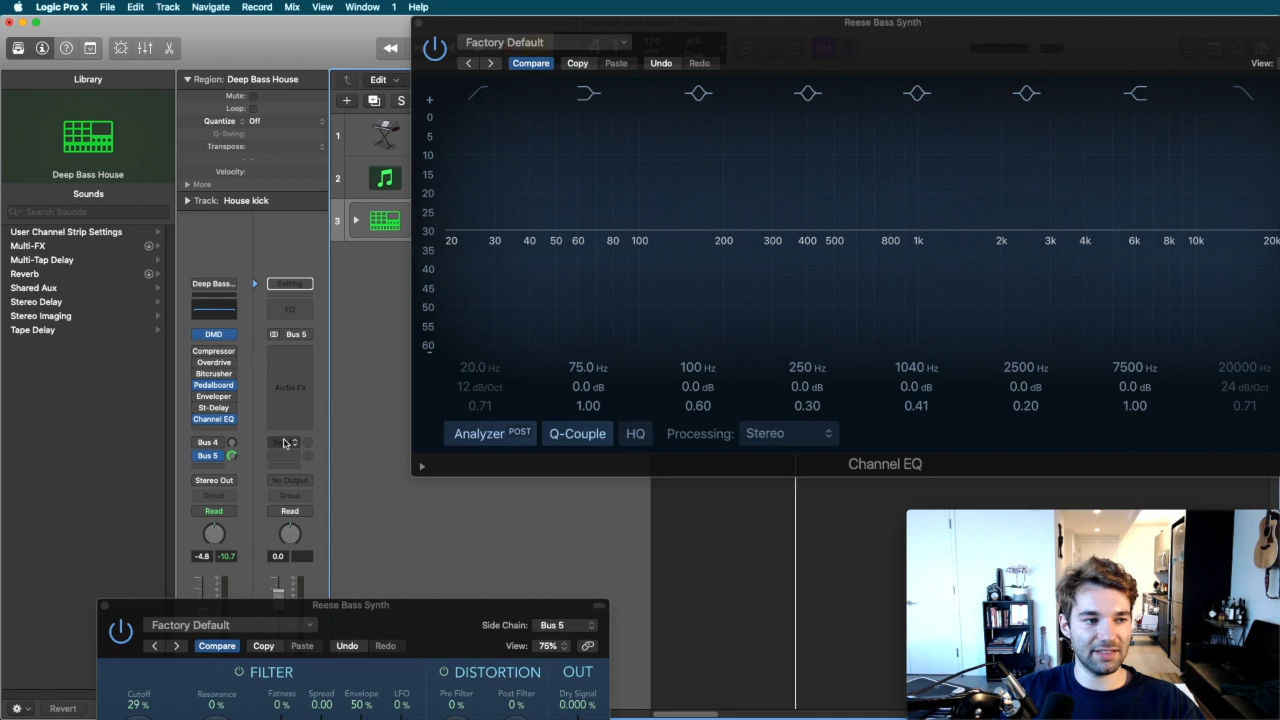 Logic Pro X File Edit Track Navigate Record Mix View Window 1 Help
Reese Bass Synth
Factory Default
Compare Copy Paste Undo Redo View:
Library
Region: Deep Bass House
Edit
Mute:
Loop:
Quantize Off
Q-Swing:
Transpose:
Velocity:
More
Track: House kick
Deep Bass House
Sounds
Search Sounds
User Channel Strip Settings
Multi-FX
Multi-Tap Delay
Reverb
Shared Aux
Stereo Delay
Stereo Imaging
Tape Delay
S
1
2
3
Deep Bass... Setting
EQ
DMD Bus 5
Compressor
Overdrive
Bitcrusher
Pedalboard
Enveloper
St-Delay
Channel EQ
Audio FX
Bus 4
Bus 5
Stereo Out No Output
Group Group
Read Read
-4.8 -10.7 0.0
+
0
5
10
15
20
25
30
35
40
45
50
55
60
-
20 30 40 50 60 80 100 200 300 400 500 800 1k 2k 3k 4k 6k 8k 10k 20k
20.0 Hz 75.0 Hz 100 Hz 250 Hz 1040 Hz 2500 Hz 7500 Hz 20000 Hz
12 dB/Oct 0.0 dB 0.0 dB 0.0 dB 0.0 dB 0.0 dB 0.0 dB 24 dB/Oct
0.71 1.00 0.60 0.30 0.41 0.20 1.00 0.71
Analyzer POST Q-Couple HQ Processing: Stereo
Channel EQ
Reese Bass Synth
Factory Default Side Chain: Bus 5
Compare Copy Paste Undo Redo View: 75%
FILTER DISTORTION OUT
Cutoff Resonance Fatness Spread Envelope LFO Pre Filter Post Filter Dry Signal
29 % 0 % 0 % 0.00 50 % 0 % 0 % 0 % 0.000 %
Revert